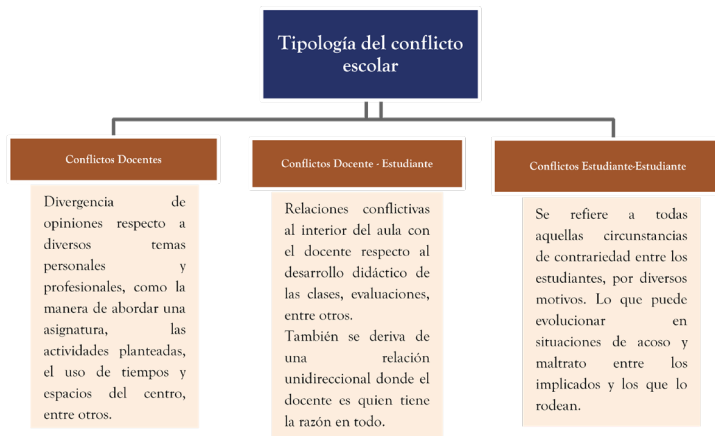 Tipología del conflicto
escolar
Conflictos Docentes
Divergencia de
opiniones respecto a
diversos temas
personales y
profesionales, como la
manera de abordar una
asignatura, las
actividades planteadas,
el uso de tiempos y
espacios del centro,
entre otros.
Conflictos Docente - Estudiante
Relaciones conflictivas
al interior del aula con
el docente respecto al
desarrollo didáctico de
las clases, evaluaciones,
entre otros.
También se deriva de
una relación
unidireccional donde el
docente es quien tiene
la razón en todo.
Conflictos Estudiante-Estudiante
Se refiere a todas
aquellas circunstancias
de contrariedad entre los
estudiantes, por diversos
motivos. Lo que puede
evolucionar en
situaciones de acoso y
maltrato entre los
implicados y los que lo
rodean.